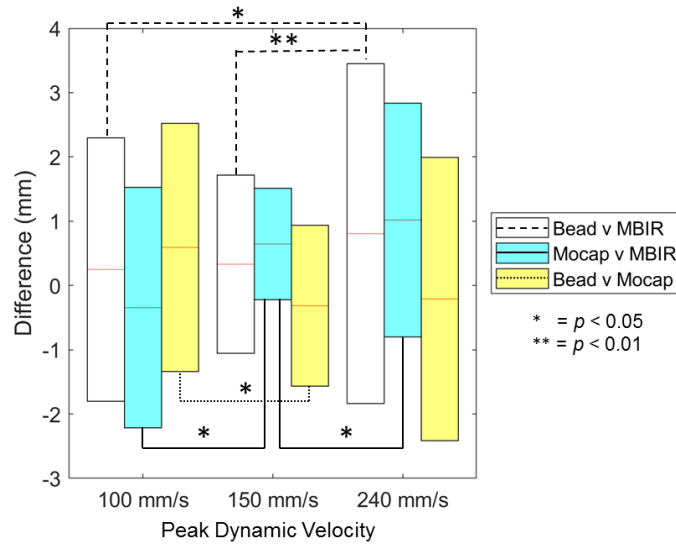 *
**
4
3
2
1
0
-1
-2
-3
Difference (mm)
*
*
*
100 mm/s 150 mm/s 240 mm/s
Peak Dynamic Velocity
Bead v MBIR
Mocap v MBIR
Bead v Mocap
* = p < 0.05
** = p < 0.01